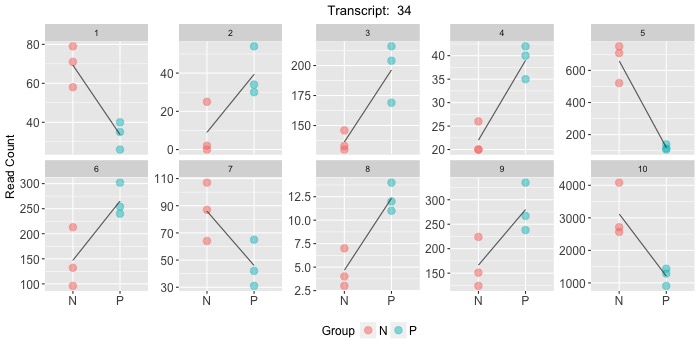 Transcript: 34
1 2 3 4 5
80 60 40
40 20 0
200 150
40 35 30 25 20
600 400 200
Read Count
6 7 8 9 10
300 250 200 150 100
110 90 70 50 30
12.5 10.0 7.5 5.0 2.5
300 250 200 150
4000 3000 2000 1000
N P N P N P N P N P
Group N P